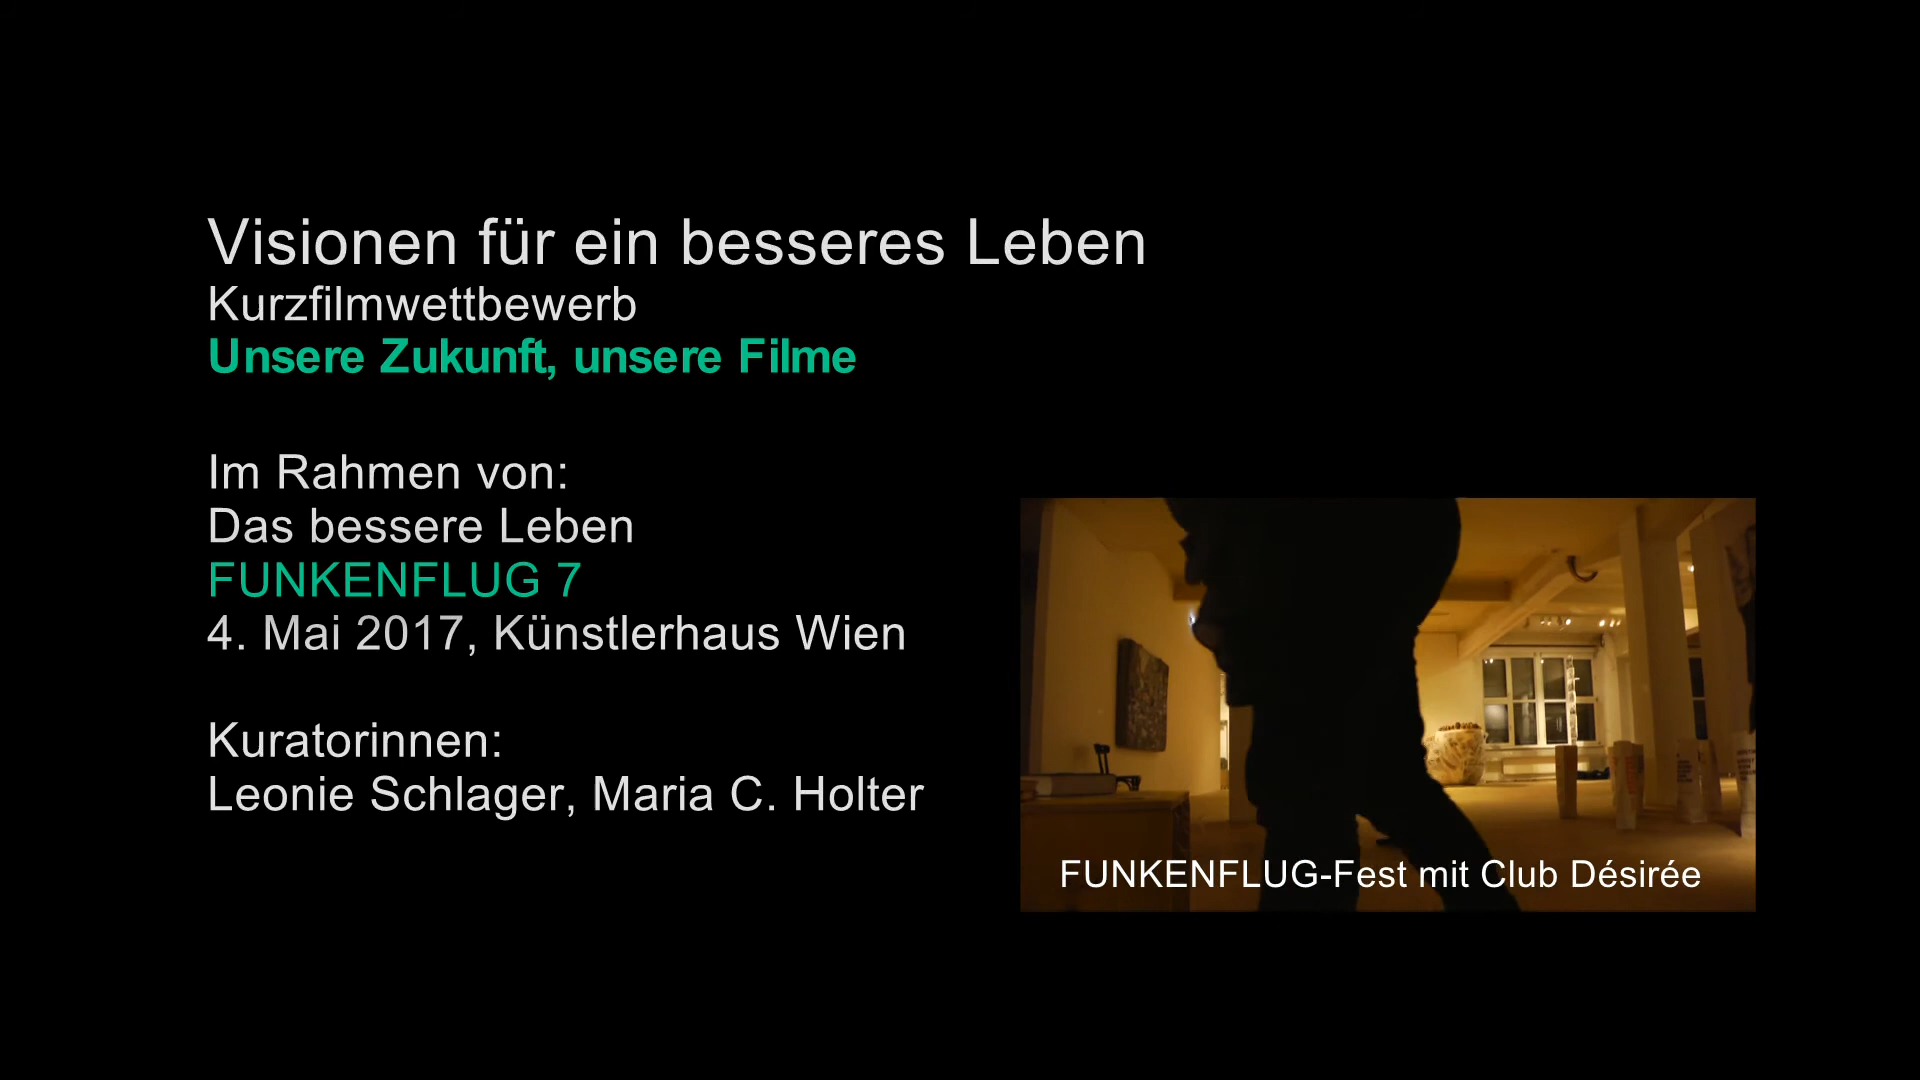 Visionen für ein besseres Leben
Kurzfilmwettbewerb
Unsere Zukunft, unsere Filme
Im Rahmen von:
Das bessere Leben
FUNKENFLUG 7
4. Mai 2017, Künstlerhaus Wien
Kuratorinnen:
Leonie Schlager, Maria C. Holter
FUNKENFLUG-Fest mit Club Désirée